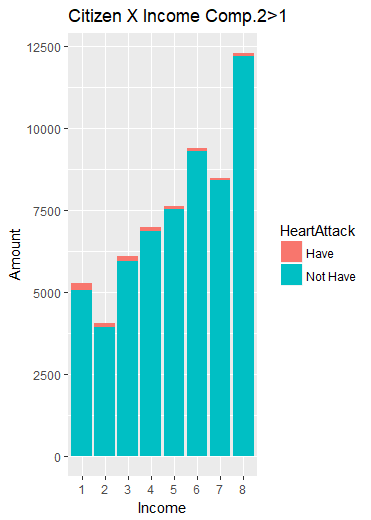 Citizen X Income Comp.2>1
12500
10000
7500
5000
2500
0
Amount
1 2 3 4 5 6 7 8
Income
HeartAttack
Have
Not Have